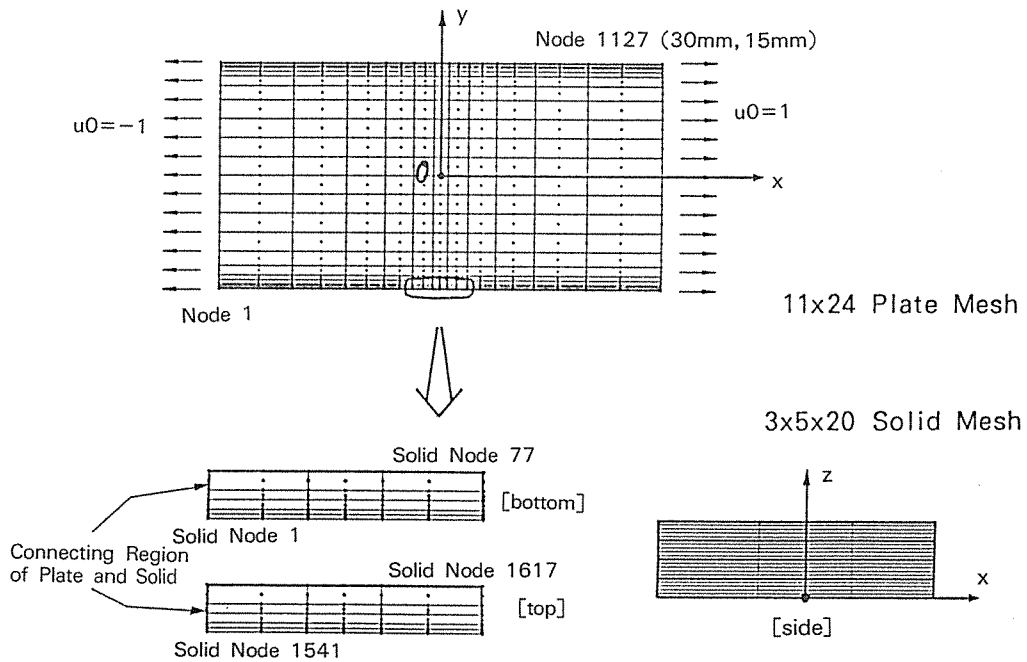 y
Node 1127 (30mm,15mm)
u0=-1
u0=1
0
x
Node 1
11x24 Plate Mesh
3x5x20 Solid Mesh
Solid Node 77
[bottom]
Solid Node 1
Connecting Region
of Plate and Solid
Solid Node 1617
[top]
Solid Node 1541
z
x
[side]